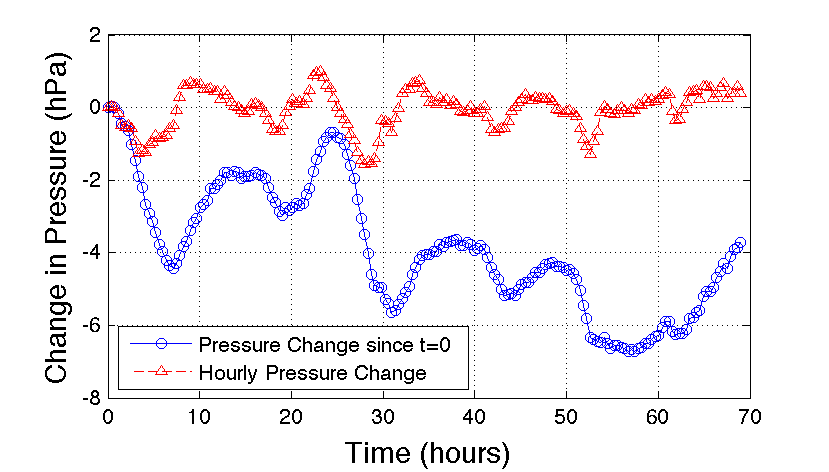 Change in Pressure (hPa)
2
0
-2
-4
-6
-8
Pressure Change since t=0
Hourly Pressure Change
0 10 20 30 40 50 60 70
Time (hours)